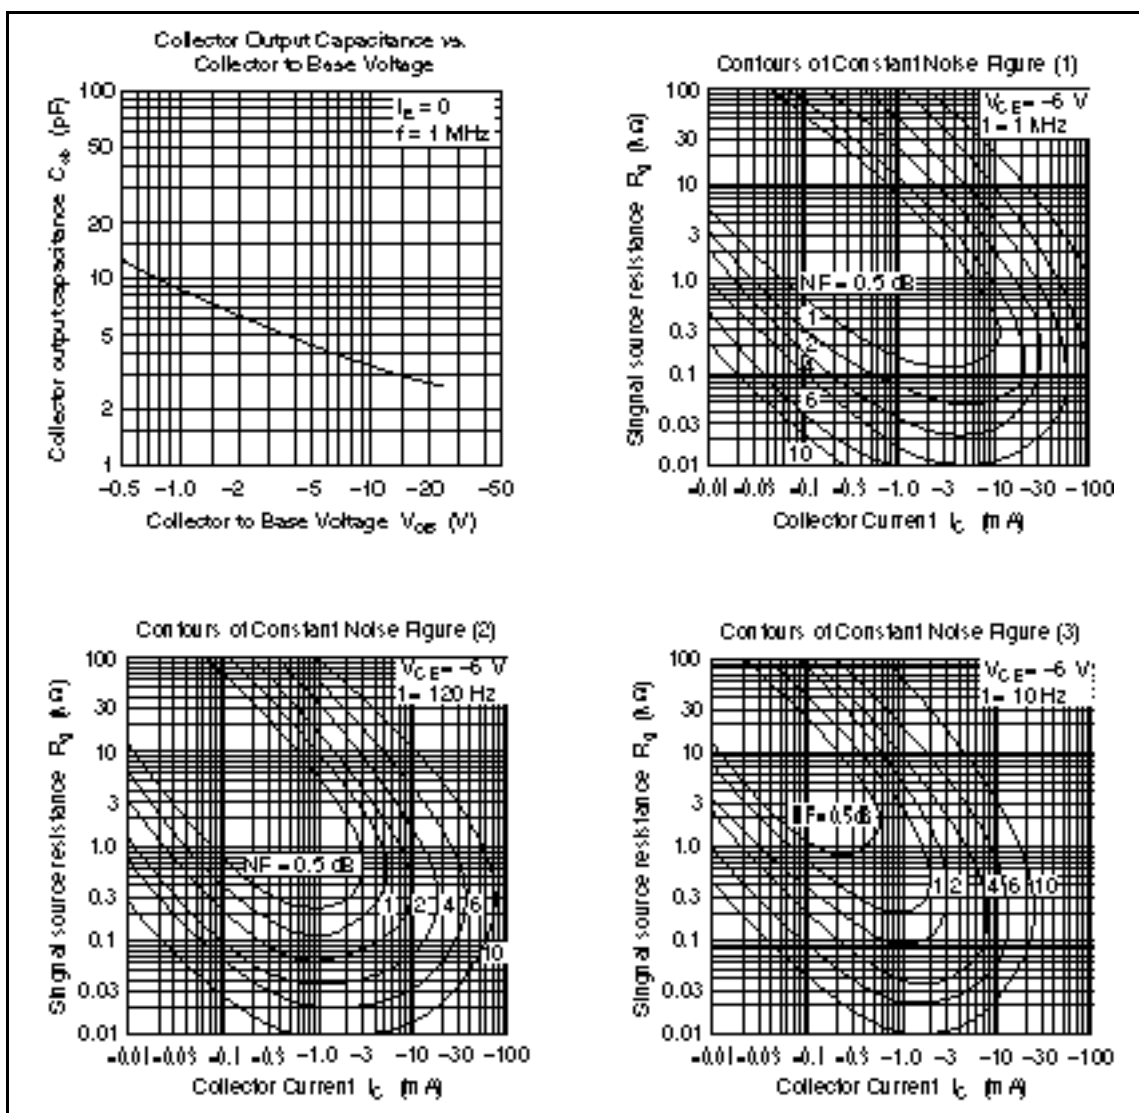 Collector Output Capacitance vs.
Collector to Base Voltage
Collector output capacitance Cob (pF)
100
50
20
10
5
2
1
IE = 0
f = 1 MHz
−0.5 −1.0 −2 −5 −10 −20 −50
Collector to Base Voltage VCB (V)
Contours of Constant Noise Figure (1)
Singnal source resistance Rg (kΩ)
100
30
10
3
1.0
0.3
0.1
0.03
0.01
VCE = −6 V
f = 1 kHz
NF = 0.5 dB
1
2
4
6
10
−0.01 −0.03 −0.1 −0.3 −1.0 −3 −10 −30 −100
Collector Current IC (mA)
Contours of Constant Noise Figure (2)
Singnal source resistance Rg (kΩ)
100
30
10
3
1.0
0.3
0.1
0.03
0.01
VCE = −6 V
f = 120 Hz
NF = 0.5 dB
1 2 4 6
10
−0.01 −0.03 −0.1 −0.3 −1.0 −3 −10 −30 −100
Collector Current IC (mA)
Contours of Constant Noise Figure (3)
Singnal source resistance Rg (kΩ)
100
30
10
3
1.0
0.3
0.1
0.03
0.01
VCE = −6 V
f = 10 Hz
F = 0.5 dB
1 2 4 6 10
−0.01 −0.03 −0.1 −0.3 −1.0 −3 −10 −30 −100
Collector Current IC (mA)